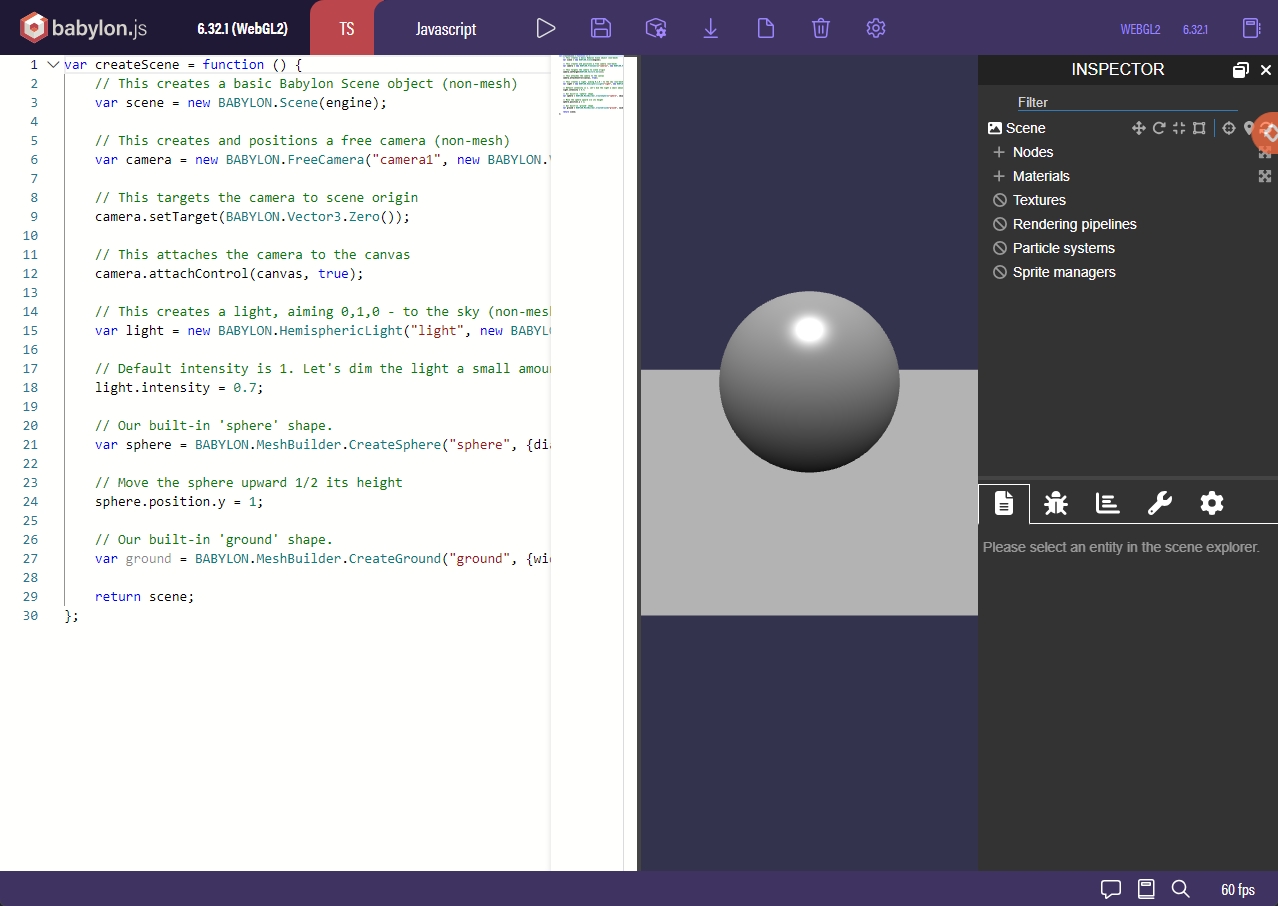 babylon.js
6.32.1 (WebGL2)
TS
Javascript
WEBGL2
6.32.1
1 var createScene = function () {
2 // This creates a basic Babylon Scene object (non-mesh)
3 var scene = new BABYLON.Scene(engine);
4
5 // This creates and positions a free camera (non-mesh)
6 var camera = new BABYLON.FreeCamera("camera1", new BABYLON.
7
8 // This targets the camera to scene origin
9 camera.setTarget(BABYLON.Vector3.Zero());
10
11 // This attaches the camera to the canvas
12 camera.attachControl(canvas, true);
13
14 // This creates a light, aiming 0,1,0 - to the sky (non-mesh
15 var light = new BABYLON.HemisphericLight("light", new BABYL
16
17 // Default intensity is 1. Let's dim the light a small amou
18 light.intensity = 0.7;
19
20 // Our built-in 'sphere' shape.
21 var sphere = BABYLON.MeshBuilder.CreateSphere("sphere", {di
22
23 // Move the sphere upward 1/2 its height
24 sphere.position.y = 1;
25
26 // Our built-in 'ground' shape.
27 var ground = BABYLON.MeshBuilder.CreateGround("ground", {wi
28
29 return scene;
30 };
INSPECTOR
Filter
Scene
Nodes
Materials
Textures
Rendering pipelines
Particle systems
Sprite managers
Please select an entity in the scene explorer.
60 fps